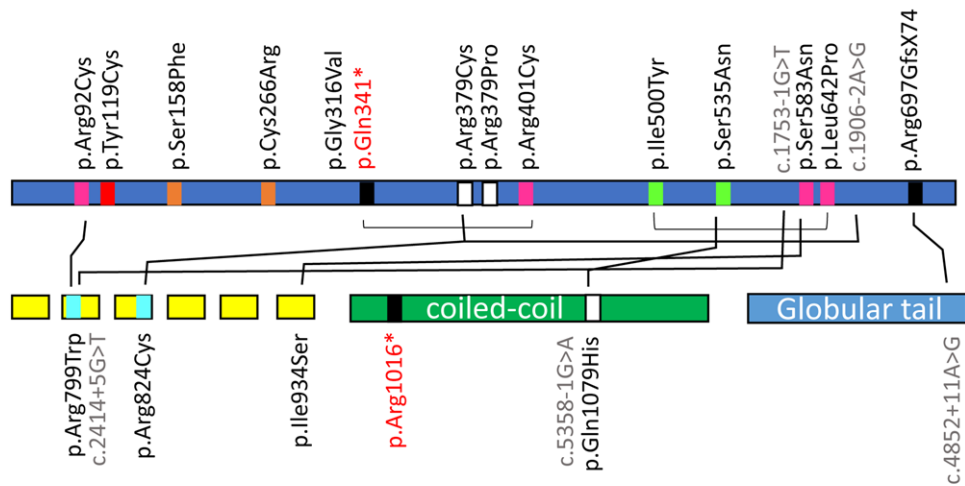 p.Arg92Cys
p.Tyr119Cys
p.Ser158Phe
p.Cys266Arg
p.Gly316Val
p.Gln341*
p.Arg379Cys
p.Arg379Pro
p.Arg401Cys
p.Ile500Tyr
p.Ser535Asn
c.1753-1G>T
p.Ser583Asn
p.Leu642Pro
c.1906-2A>G
p.Arg697GfsX74
coiled-coil
Globular tail
p.Arg799Trp
c.2414+5G>T
p.Arg824Cys
p.Ile934Ser
p.Arg1016*
c.5358-1G>A
p.Gln1079His
c.4852+11A>G